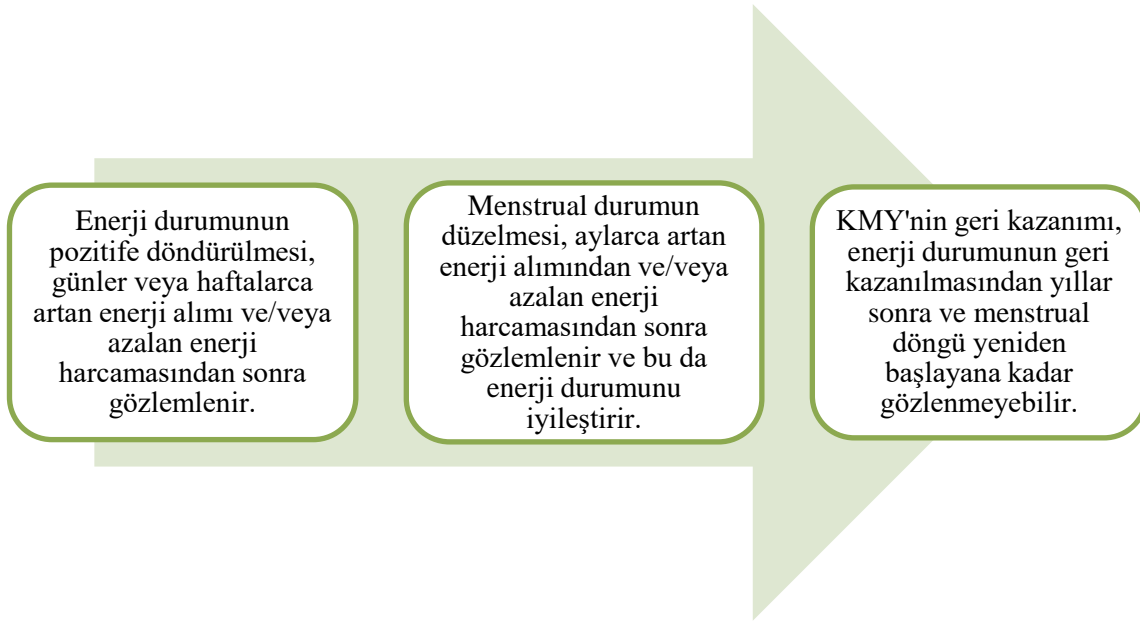 Enerji durumunun
pozitife döndürülmesi,
günler veya haftalarca
artan enerji alımı ve/veya
azalan enerji
harcamasından sonra
gözlemlenir.
Menstrual durumun
düzelmesi, aylarca artan
enerji alımından ve/veya
azalan enerji
harcamasından sonra
gözlemlenir ve bu da
enerji durumunu
iyileştirir.
KMY'nin geri kazanımı,
enerji durumunun geri
kazanılmasından yıllar
sonra ve menstrual
döngü yeniden
başlayana kadar
gözlenmeyebilir.